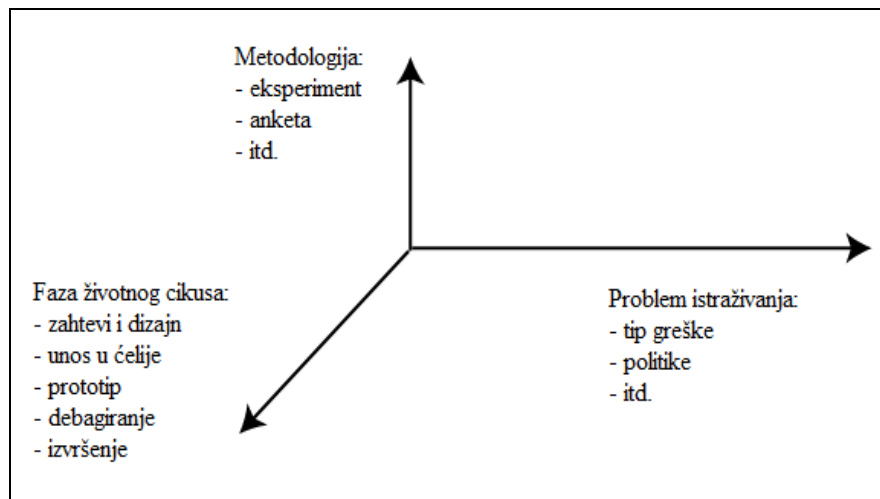 Metodologija:
- eksperiment
- anketa
- itd.
Faza životnog cikusa:
- zahtevi i dizajn
- unos u ćelije
- prototip
- debagiranje
- izvršenje
Problem istraživanja:
- tip greške
- politike
- itd.